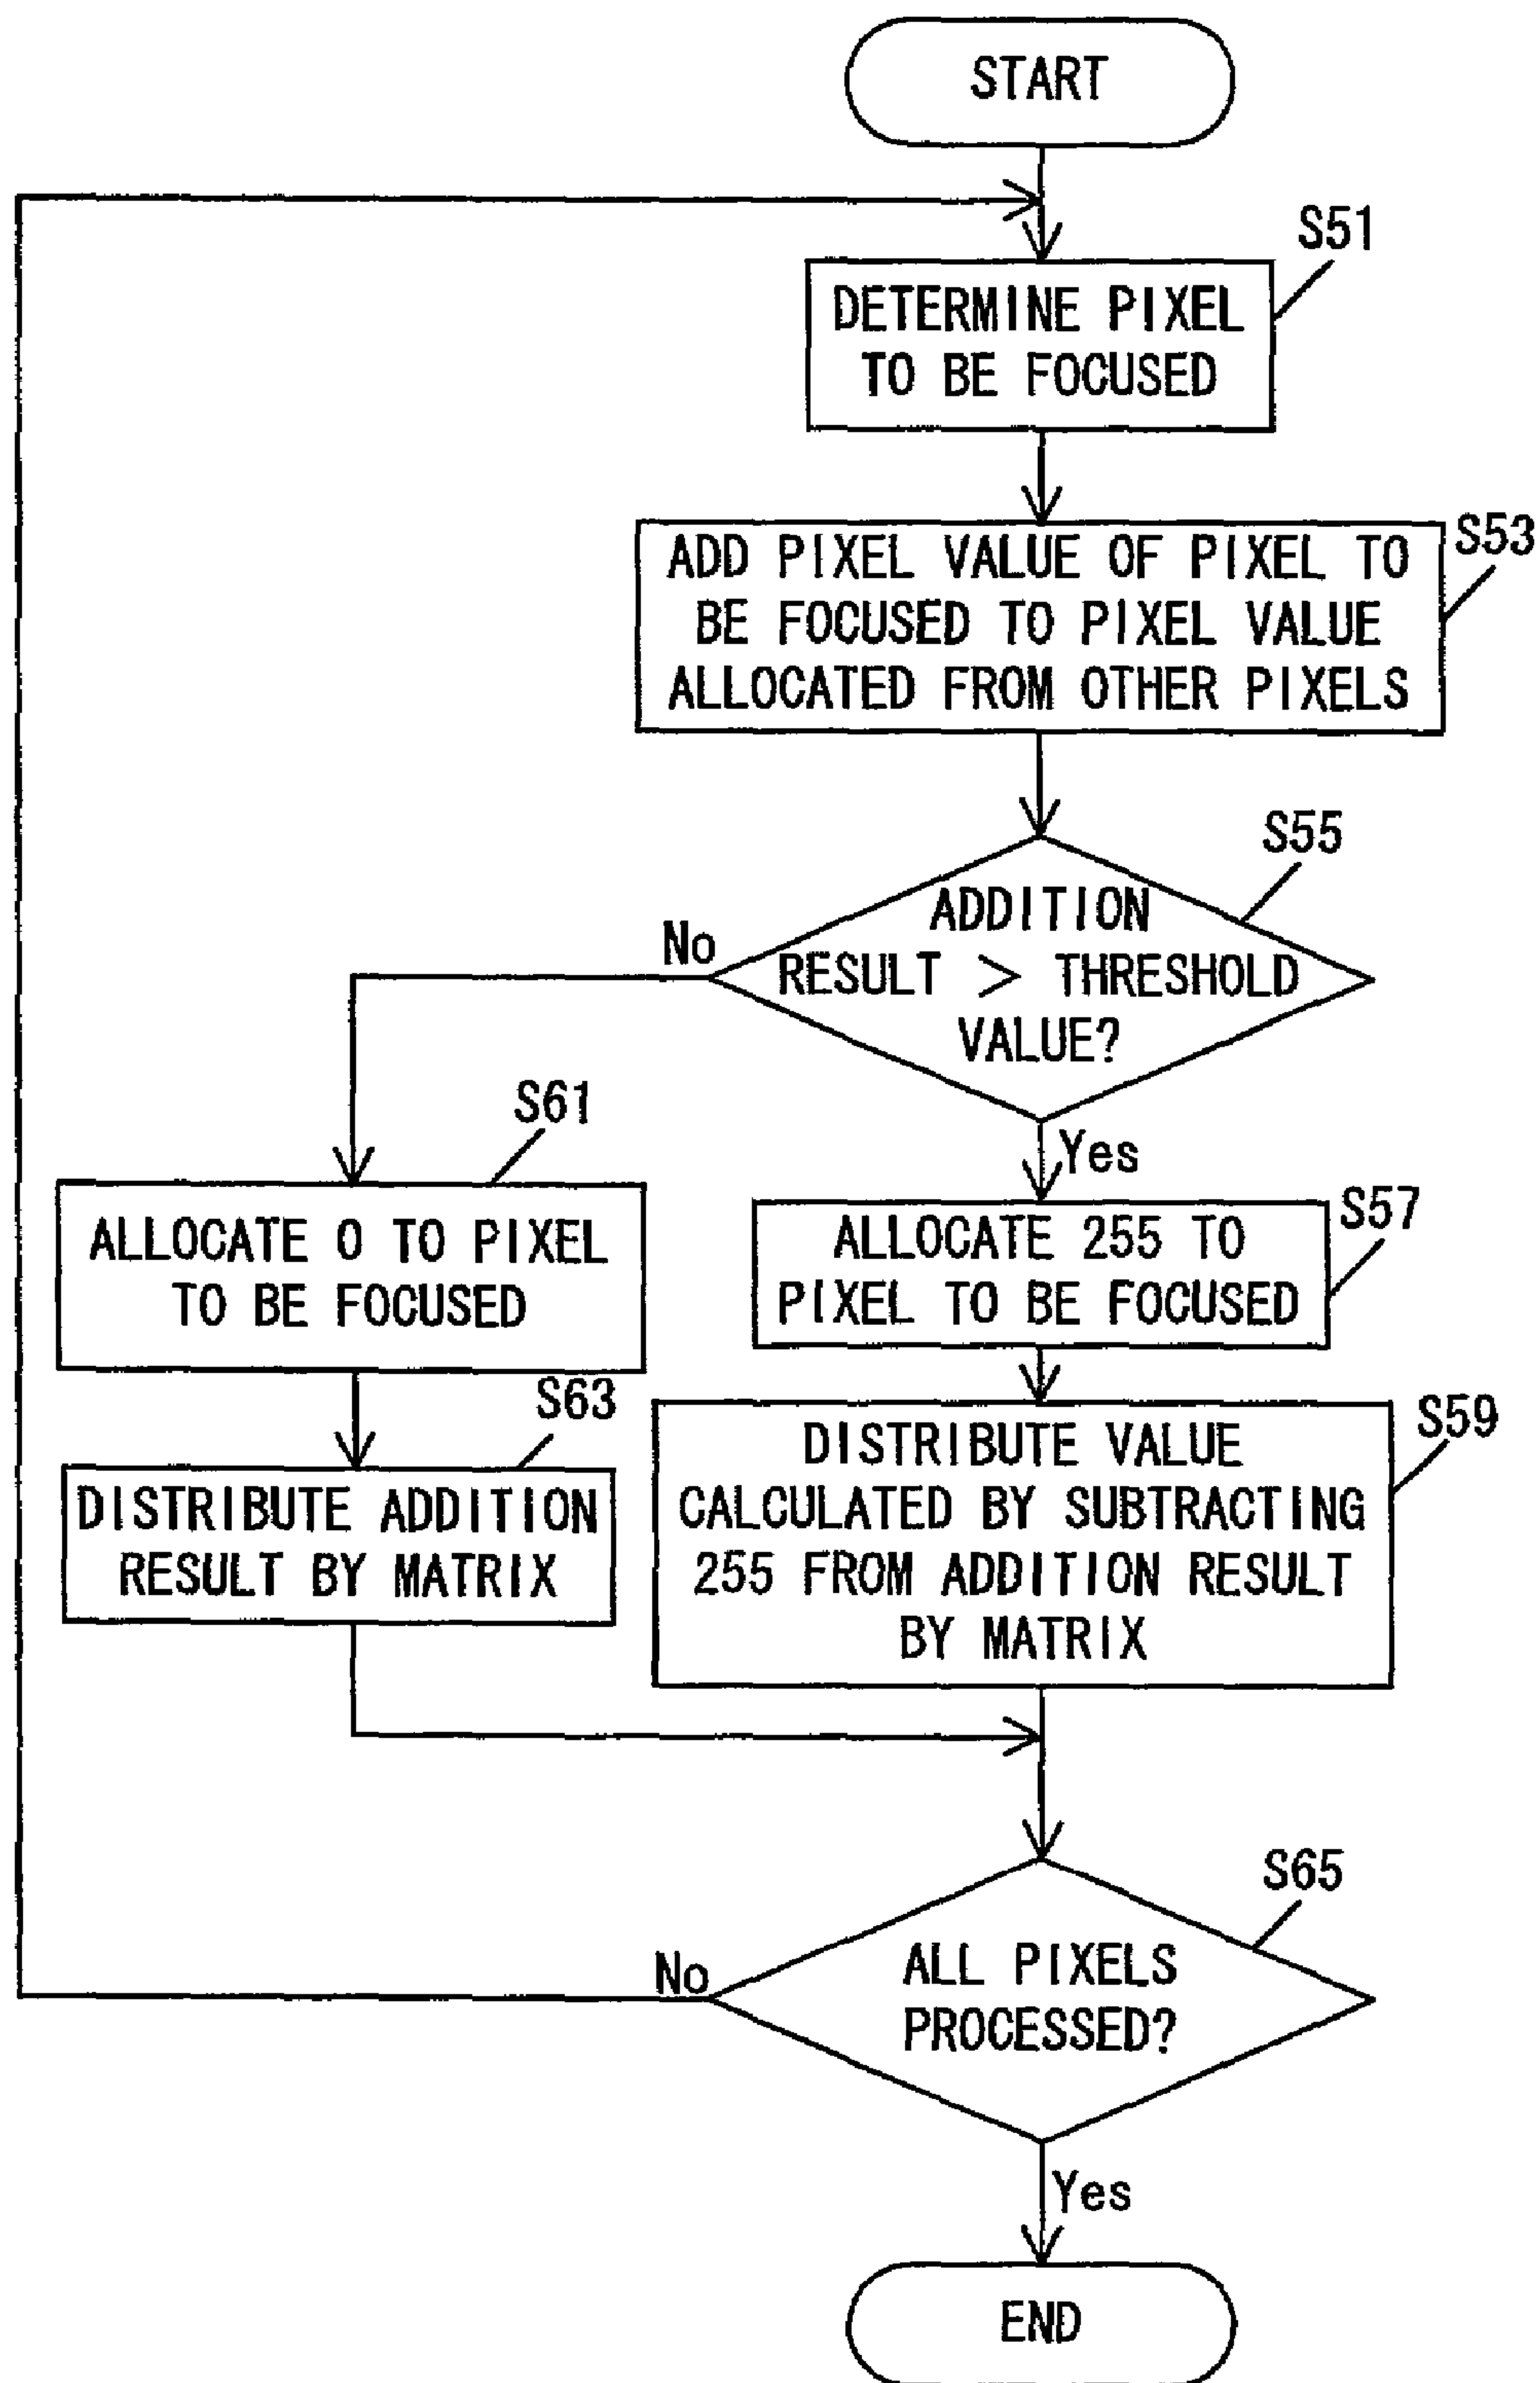 START
S51
DETERMINE PIXEL
TO BE FOCUSED
S53
ADD PIXEL VALUE OF PIXEL TO
BE FOCUSED TO PIXEL VALUE
ALLOCATED FROM OTHER PIXELS
S55
ADDITION
RESULT > THRESHOLD
VALUE?
No
Yes
S61
ALLOCATE 0 TO PIXEL
TO BE FOCUSED
S57
ALLOCATE 255 TO
PIXEL TO BE FOCUSED
S63
DISTRIBUTE ADDITION
RESULT BY MATRIX
S59
DISTRIBUTE VALUE
CALCULATED BY SUBTRACTING
255 FROM ADDITION RESULT
BY MATRIX
S65
ALL PIXELS
PROCESSED?
No
Yes
END